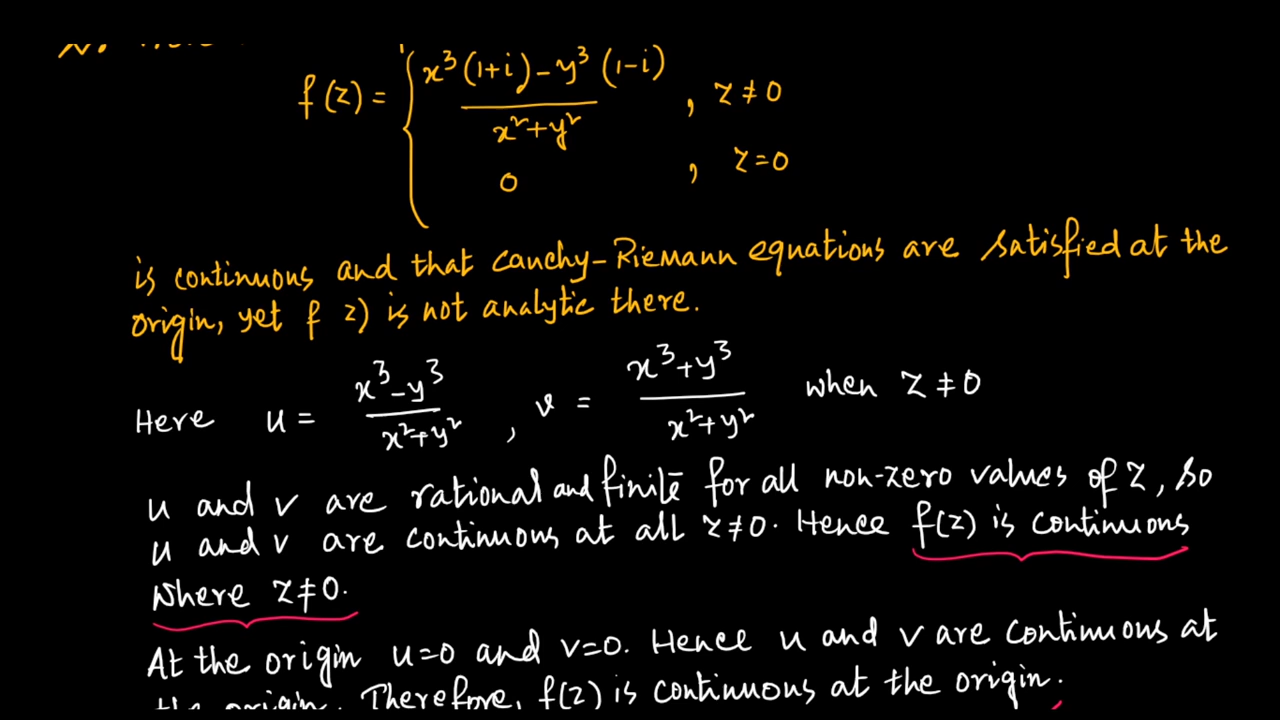 f(z) = { x³(1+i) - y³(1-i) / x²+y² , z ≠ 0
0 , z=0
is continuous and that Cauchy-Riemann equations are satisfied at the
origin, yet f z) is not analytic there.
Here u = x³-y³ / x²+y² , v = x³+y³ / x²+y² when z ≠ 0
u and v are rational and finite for all non-zero values of z, so
u and v are continuous at all z≠0. Hence f(z) is continuous
where z≠0.
At the origin u=0 and v=0. Hence u and v are continuous at
the origin. Therefore, f(z) is continuous at the origin.